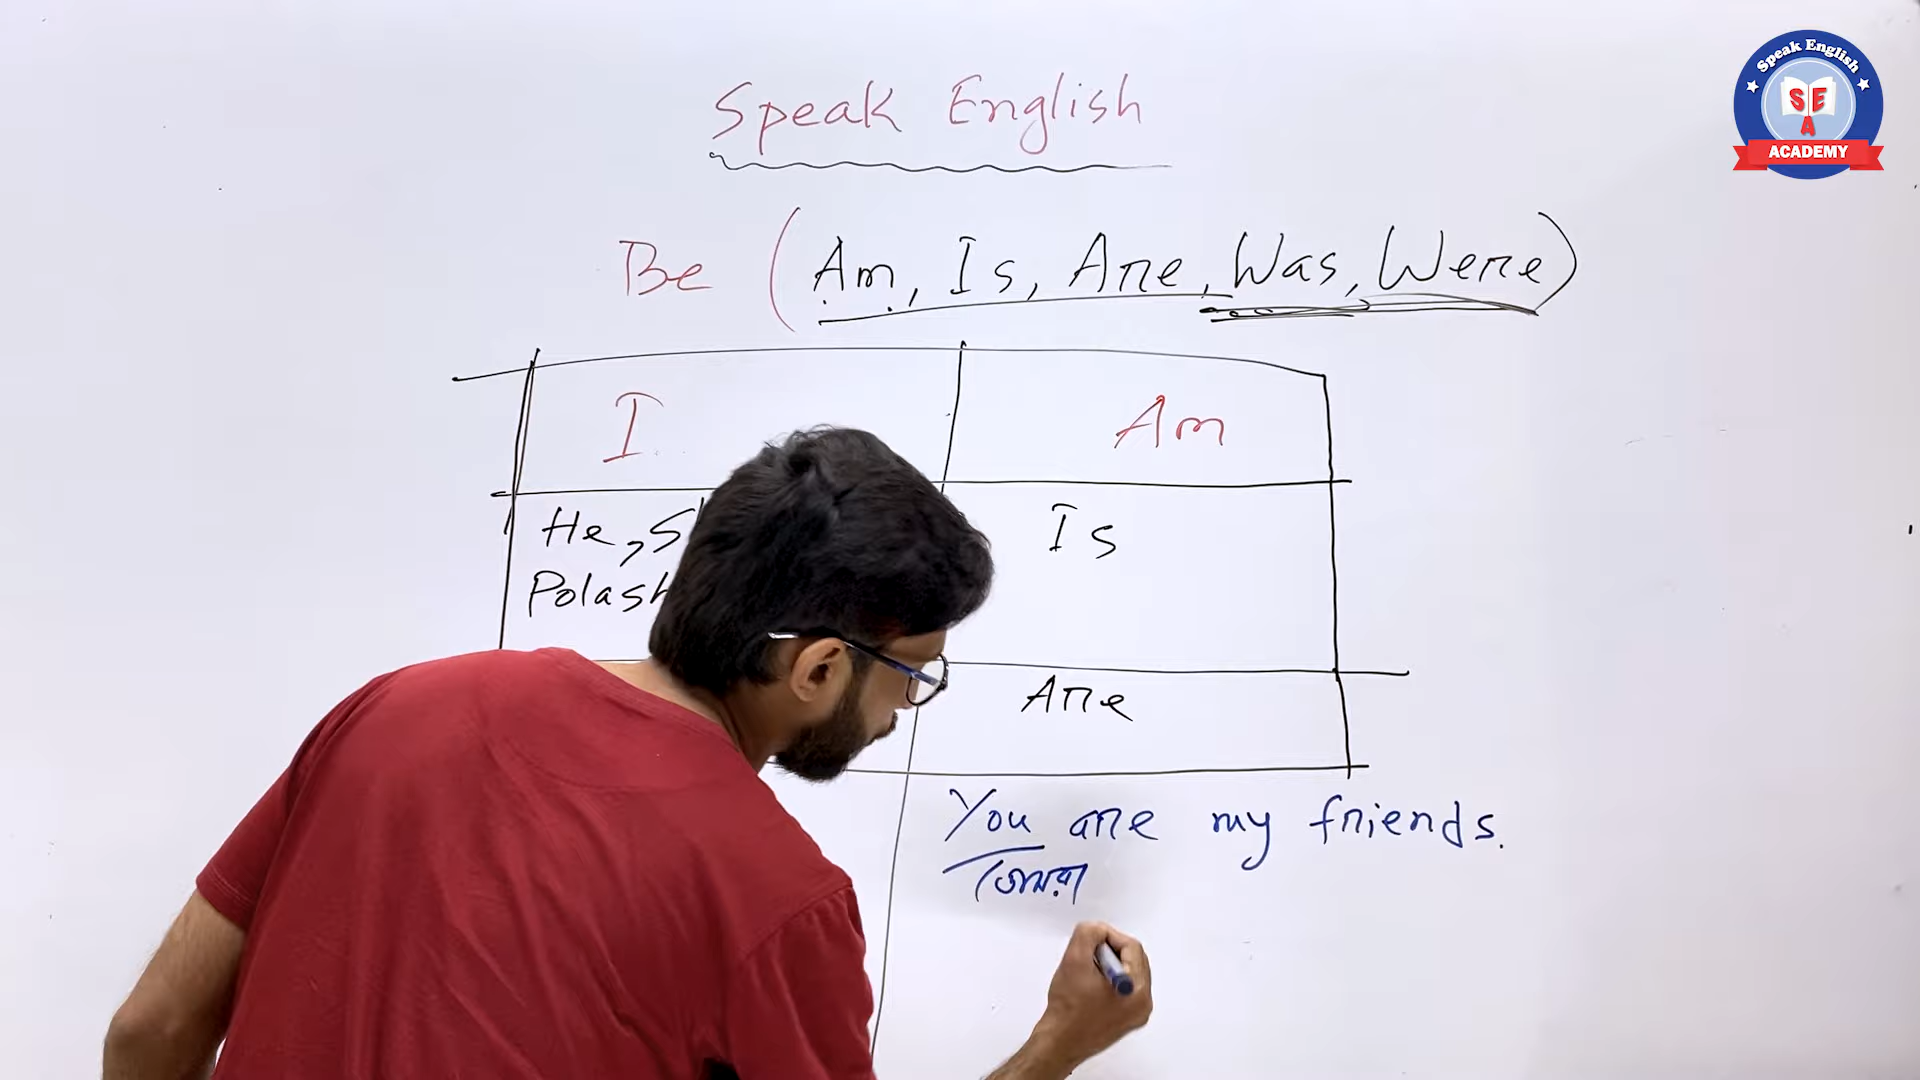 Speak English
SE
A
ACADEMY
Speak English
Be (Am, Is, Are, Was, Were)
I Am
He, Is
Are
You are my friends.
(তোমরা